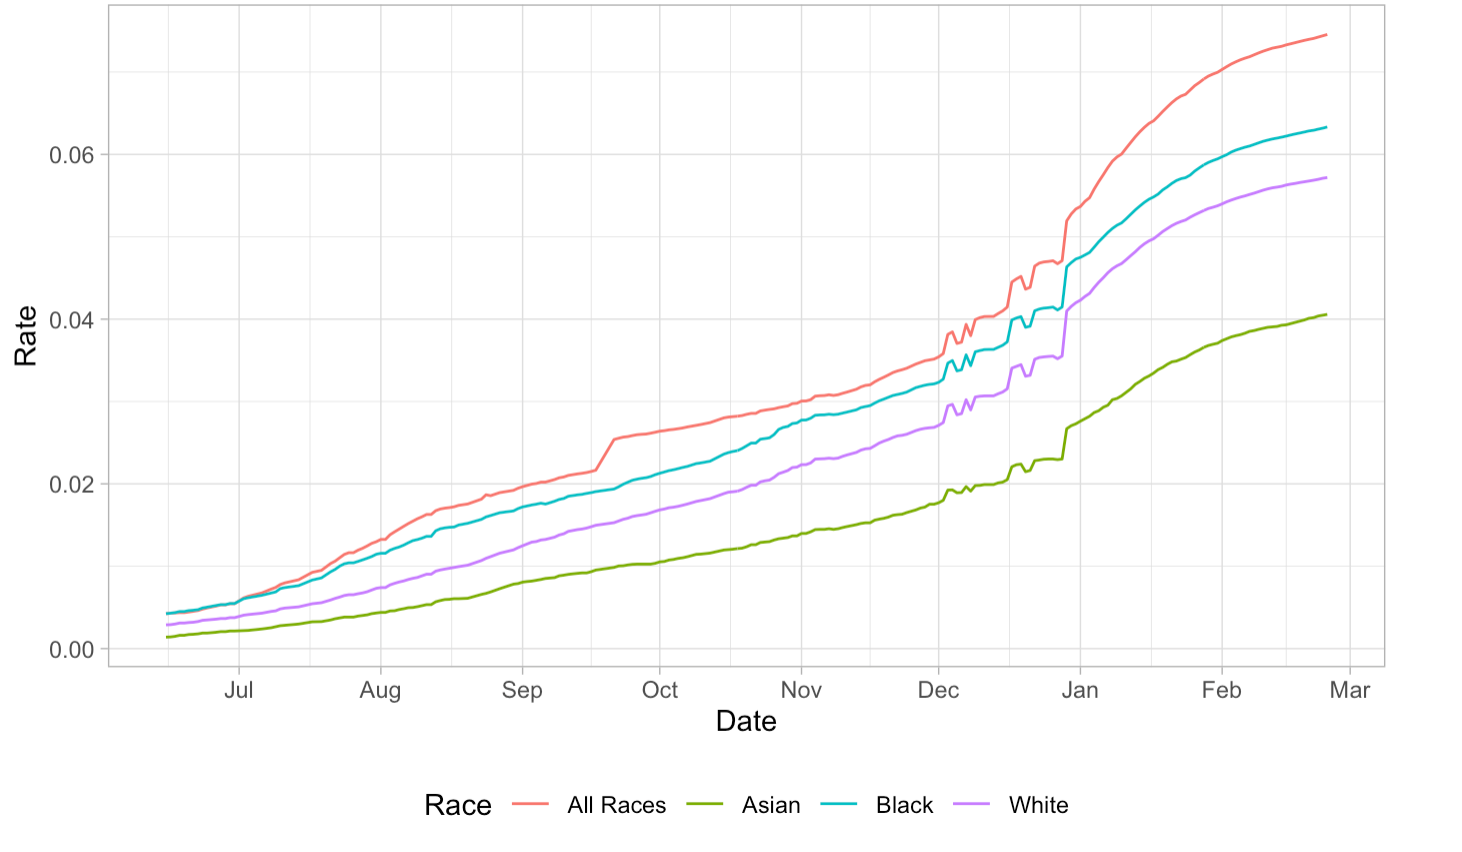 0.06
0.04
0.02
0.00
Rate
Jul Aug Sep Oct Nov Dec Jan Feb Mar
Date
Race All Races Asian Black White